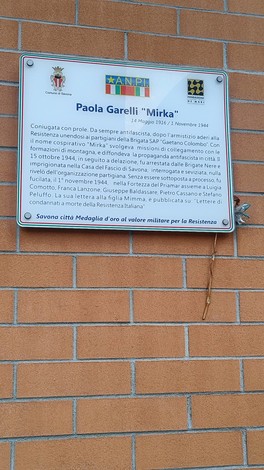 Comune di Savona
A.N.P.I.
Paola Garelli "Mirka"
14 Maggio 1916 / 1 Novembre 1944
Coniugata con prole. Da sempre antifascista, dopo l'armistizio aderì alla
Resistenza unendosi ai partigiani della Brigata SAP "Gaetano Colombo". Con
il nome cospirativo "Mirka" svolgeva missioni di collegamento con le
formazioni di montagna, e diffondeva la propaganda antifascista in città. Il
15 ottobre 1944, in seguito a delazione, fu arrestata dalle Brigate Nere e
imprigionata nella Casa del Fascio di Savona, interrogata e seviziata, nulla
rivelò dell'organizzazione partigiana. Senza essere sottoposta a processo, fu
fucilata, il 1° novembre 1944, nella Fortezza del Priamar assieme a Luigia
Comotto, Franca Lanzone, Giuseppe Baldassarre, Pietro Cassani e Stefano
Peluffo. La sua lettera alla figlia Mimma, è pubblicata su "Lettere di
condannati a morte della Resistenza Italiana"
Savona città Medaglia d'oro al valore militare per la Resistenza